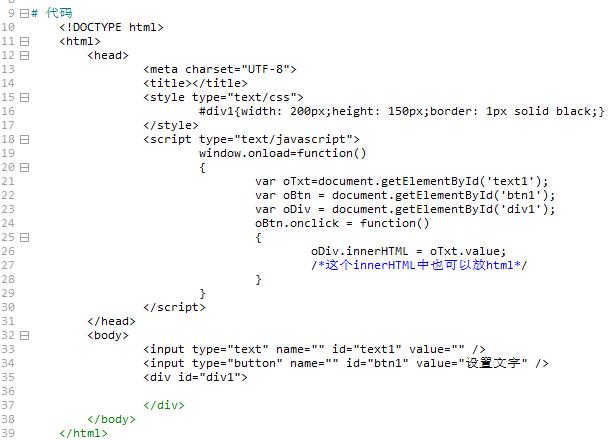 9 # 代码
10 <!DOCTYPE html>
11 <html>
12 <head>
13 <meta charset="UTF-8">
14 <title></title>
15 <style type="text/css">
16 #div1{width: 200px;height: 150px;border: 1px solid black;}
17 </style>
18 <script type="text/javascript">
19 window.onload=function()
20 {
21 var oTxt=document.getElementById('text1');
22 var oBtn = document.getElementById('btn1');
23 var oDiv = document.getElementById('div1');
24 oBtn.onclick = function()
25 {
26 oDiv.innerHTML = oTxt.value;
27 /*这个innerHTML中也可以放html*/
28 }
29 }
30 </script>
31 </head>
32 <body>
33 <input type="text" name="" id="text1" value="" />
34 <input type="button" name="" id="btn1" value="设置文字" />
35 <div id="div1">
36
37 </div>
38 </body>
39 </html>